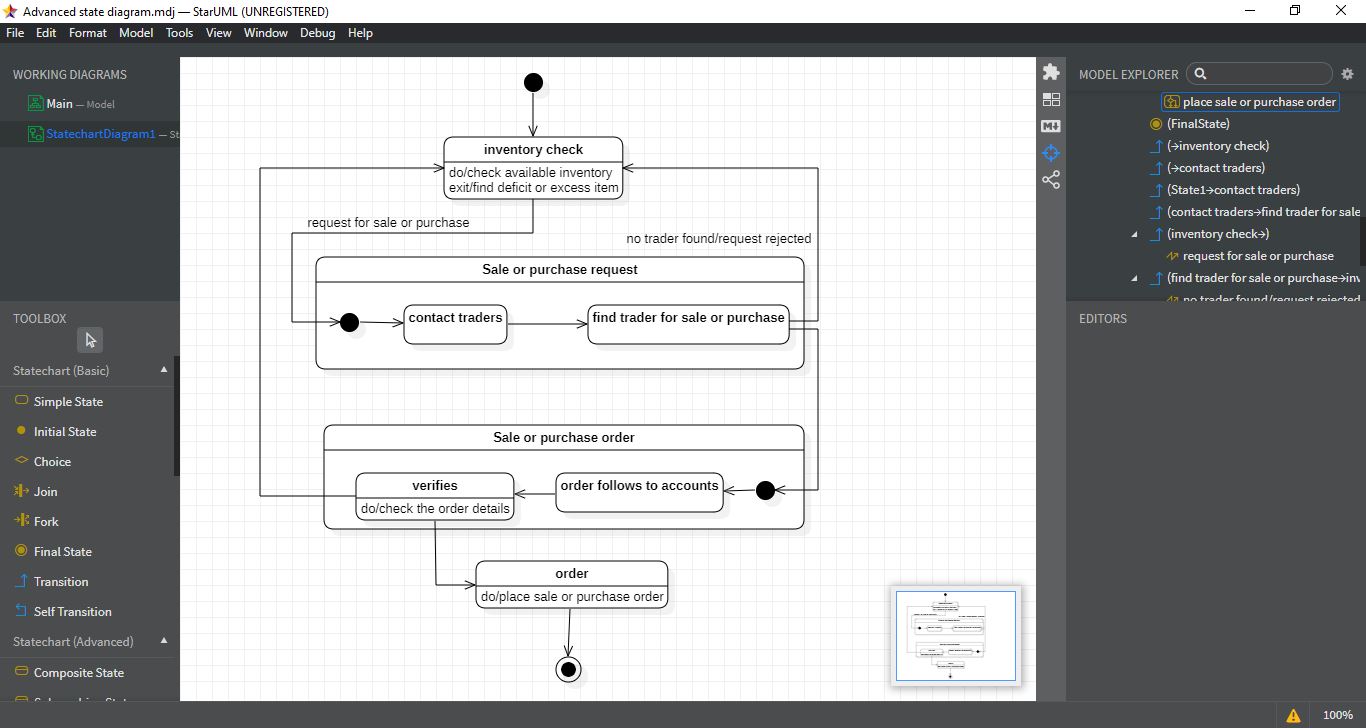 Advanced state diagram.mdj — StarUML (UNREGISTERED)
File Edit Format Model Tools View Window Debug Help
WORKING DIAGRAMS
Main — Model
StatechartDiagram1 — St
TOOLBOX
Statechart (Basic)
Simple State
Initial State
Choice
Join
Fork
Final State
Transition
Self Transition
Statechart (Advanced)
Composite State
inventory check
do/check available inventory
exit/find deficit or excess item
request for sale or purchase
no trader found/request rejected
Sale or purchase request
contact traders
find trader for sale or purchase
Sale or purchase order
verifies
do/check the order details
order follows to accounts
order
do/place sale or purchase order
MODEL EXPLORER
place sale or purchase order
(FinalState)
(→inventory check)
(→contact traders)
(State1→contact traders)
(contact traders→find trader for sale
(inventory check→)
request for sale or purchase
(find trader for sale or purchase→inv
no trader found/request rejected
EDITORS
100%